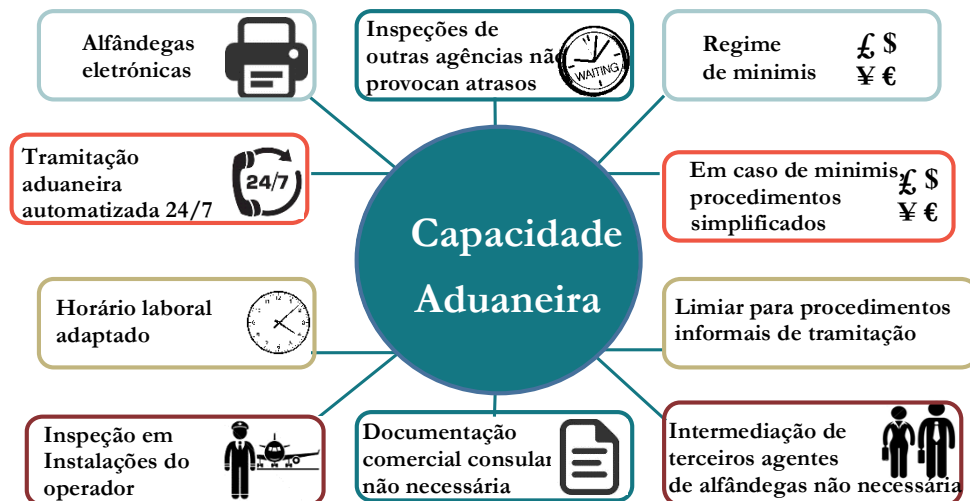 Alfândegas
eletrónicas
Inspeções de
outras agências não
provocan atrasos
WAITING
Regime
de minimis
£ $
¥ €
Tramitação
aduaneira
automatizada 24/7
24/7
Em caso de minimis,
procedimentos
simplificados
£ $
¥ €
Capacidade
Aduaneira
Horário laboral
adaptado
Limiar para procedimentos
informais de tramitação
Inspeção em
Instalações do
operador
Documentação
comercial consular
não necessária
Intermediação de
terceiros agentes
de alfândegas não necessária